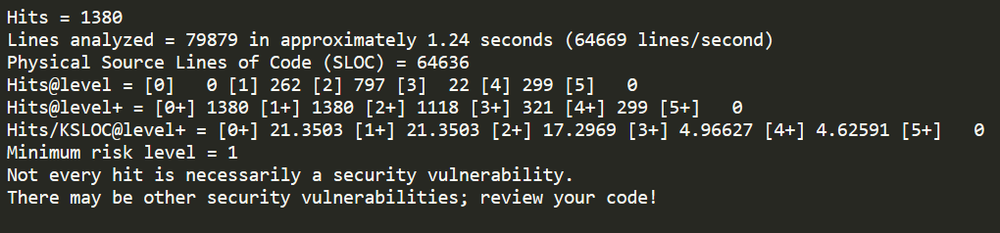 Hits = 1380
Lines analyzed = 79879 in approximately 1.24 seconds (64669 lines/second)
Physical Source Lines of Code (SLOC) = 64636
Hits@level = [0]   0 [1] 262 [2] 797 [3]  22 [4] 299 [5]   0
Hits@level+ = [0+] 1380 [1+] 1380 [2+] 1118 [3+] 321 [4+] 299 [5+]   0
Hits/KSLOC@level+ = [0+] 21.3503 [1+] 21.3503 [2+] 17.2969 [3+] 4.96627 [4+] 4.62591 [5+]   0
Minimum risk level = 1
Not every hit is necessarily a security vulnerability.
There may be other security vulnerabilities; review your code!